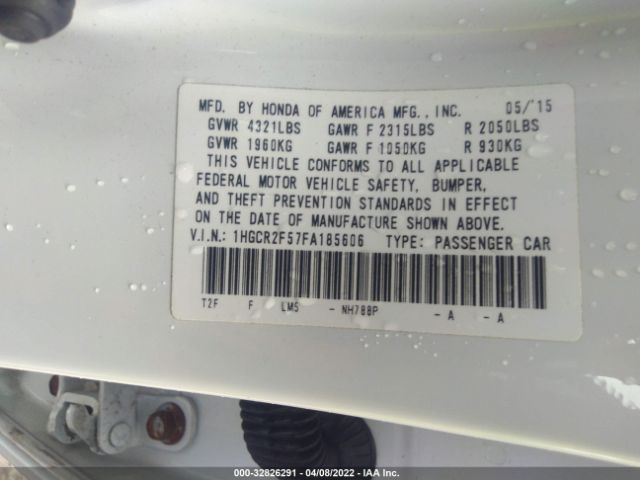 MFD. BY HONDA OF AMERICA MFG., INC. 05/'15
GVWR 4321LBS GAWR F 2315LBS R 2050LBS
GVWR 1960KG GAWR F 1050KG R 930KG
THIS VEHICLE CONFORMS TO ALL APPLICABLE
FEDERAL MOTOR VEHICLE SAFETY, BUMPER,
AND THEFT PREVENTION STANDARDS IN EFFECT
ON THE DATE OF MANUFACTURE SHOWN ABOVE.
V.I.N.: 1HGCR2F57FA185606 TYPE: PASSENGER CAR
T2F F LM5 - NH788P - A - A
000-32826291 - 04/08/2022 - IAA Inc.